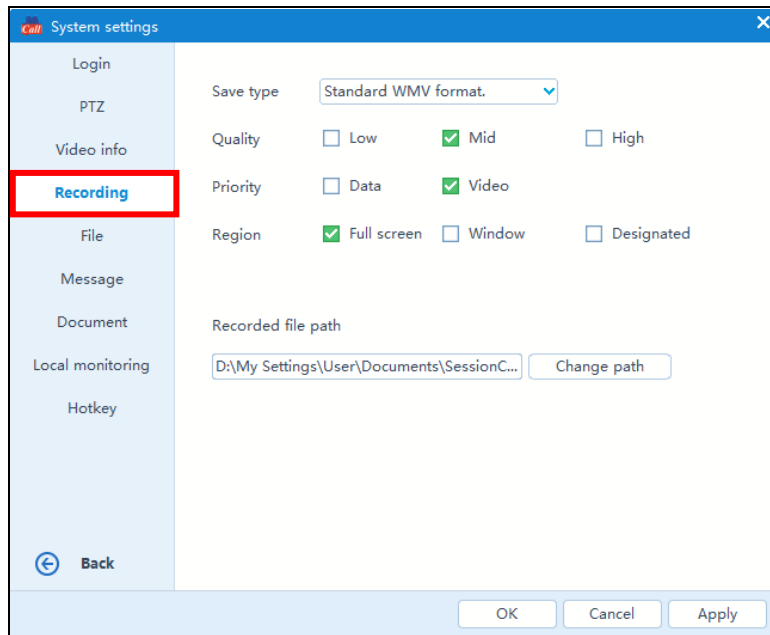 Call System settings
Login
PTZ
Video info
Recording
File
Message
Document
Local monitoring
Hotkey
Back
Save type Standard WMV format.
Quality Low Mid High
Priority Data Video
Region Full screen Window Designated
Recorded file path
D:\My Settings\User\Documents\SessionC... Change path
OK Cancel Apply